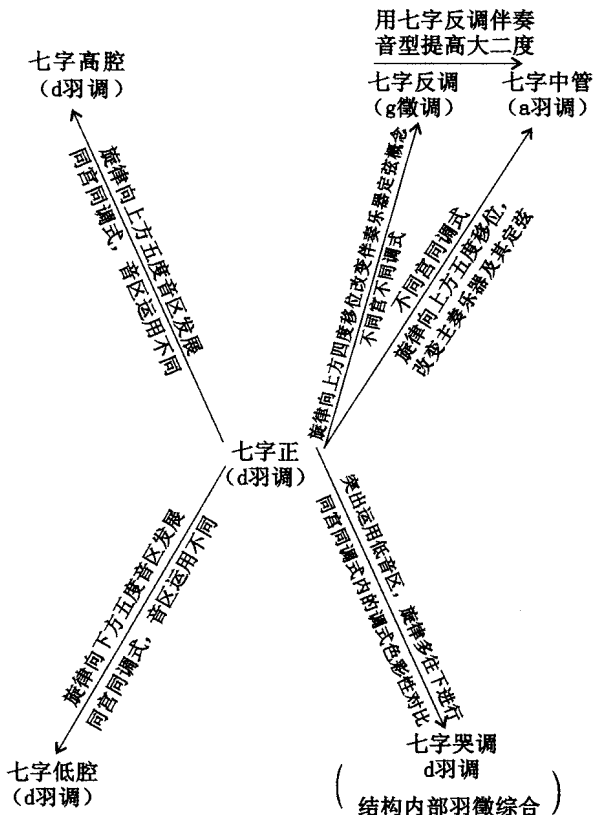 用七字反调伴奏
音型提高大二度
七字高腔
(d羽调)
七字反调
(g徵调)
七字中管
(a羽调)
旋律向上方五度音区发展
同宫同调式，音区运用不同
旋律向上方四度移位改变伴奏乐器定弦概念
不同宫不同调式
不同宫同调式
旋律向上方五度移位，
改变主奏乐器及其定弦
七字正
(d羽调)
旋律向下方五度音区发展
同宫同调式，音区运用不同
突出运用低音区，旋律多往下进行
同宫同调式内的调式色彩性对比
七字低腔
(d羽调)
七字哭调
d羽调
(结构内部羽徵综合)